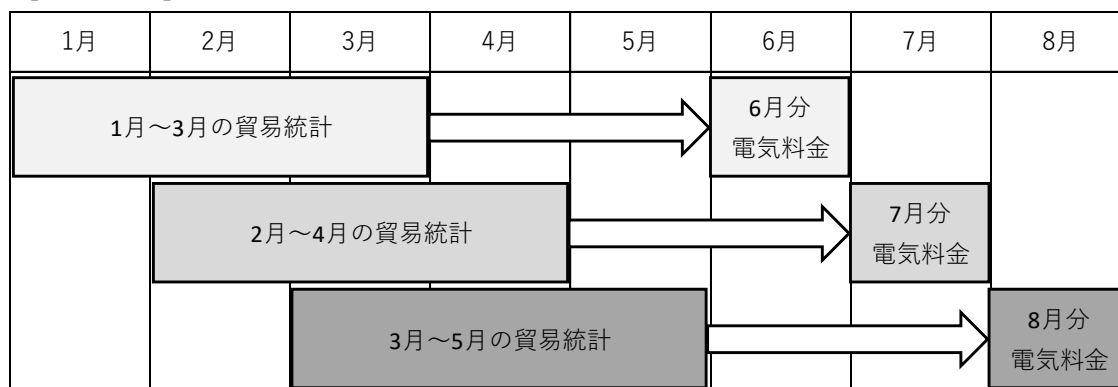 1月 2月 3月 4月 5月 6月 7月 8月
1月～3月の貿易統計
6月分
電気料金
2月～4月の貿易統計
7月分
電気料金
3月～5月の貿易統計
8月分
電気料金